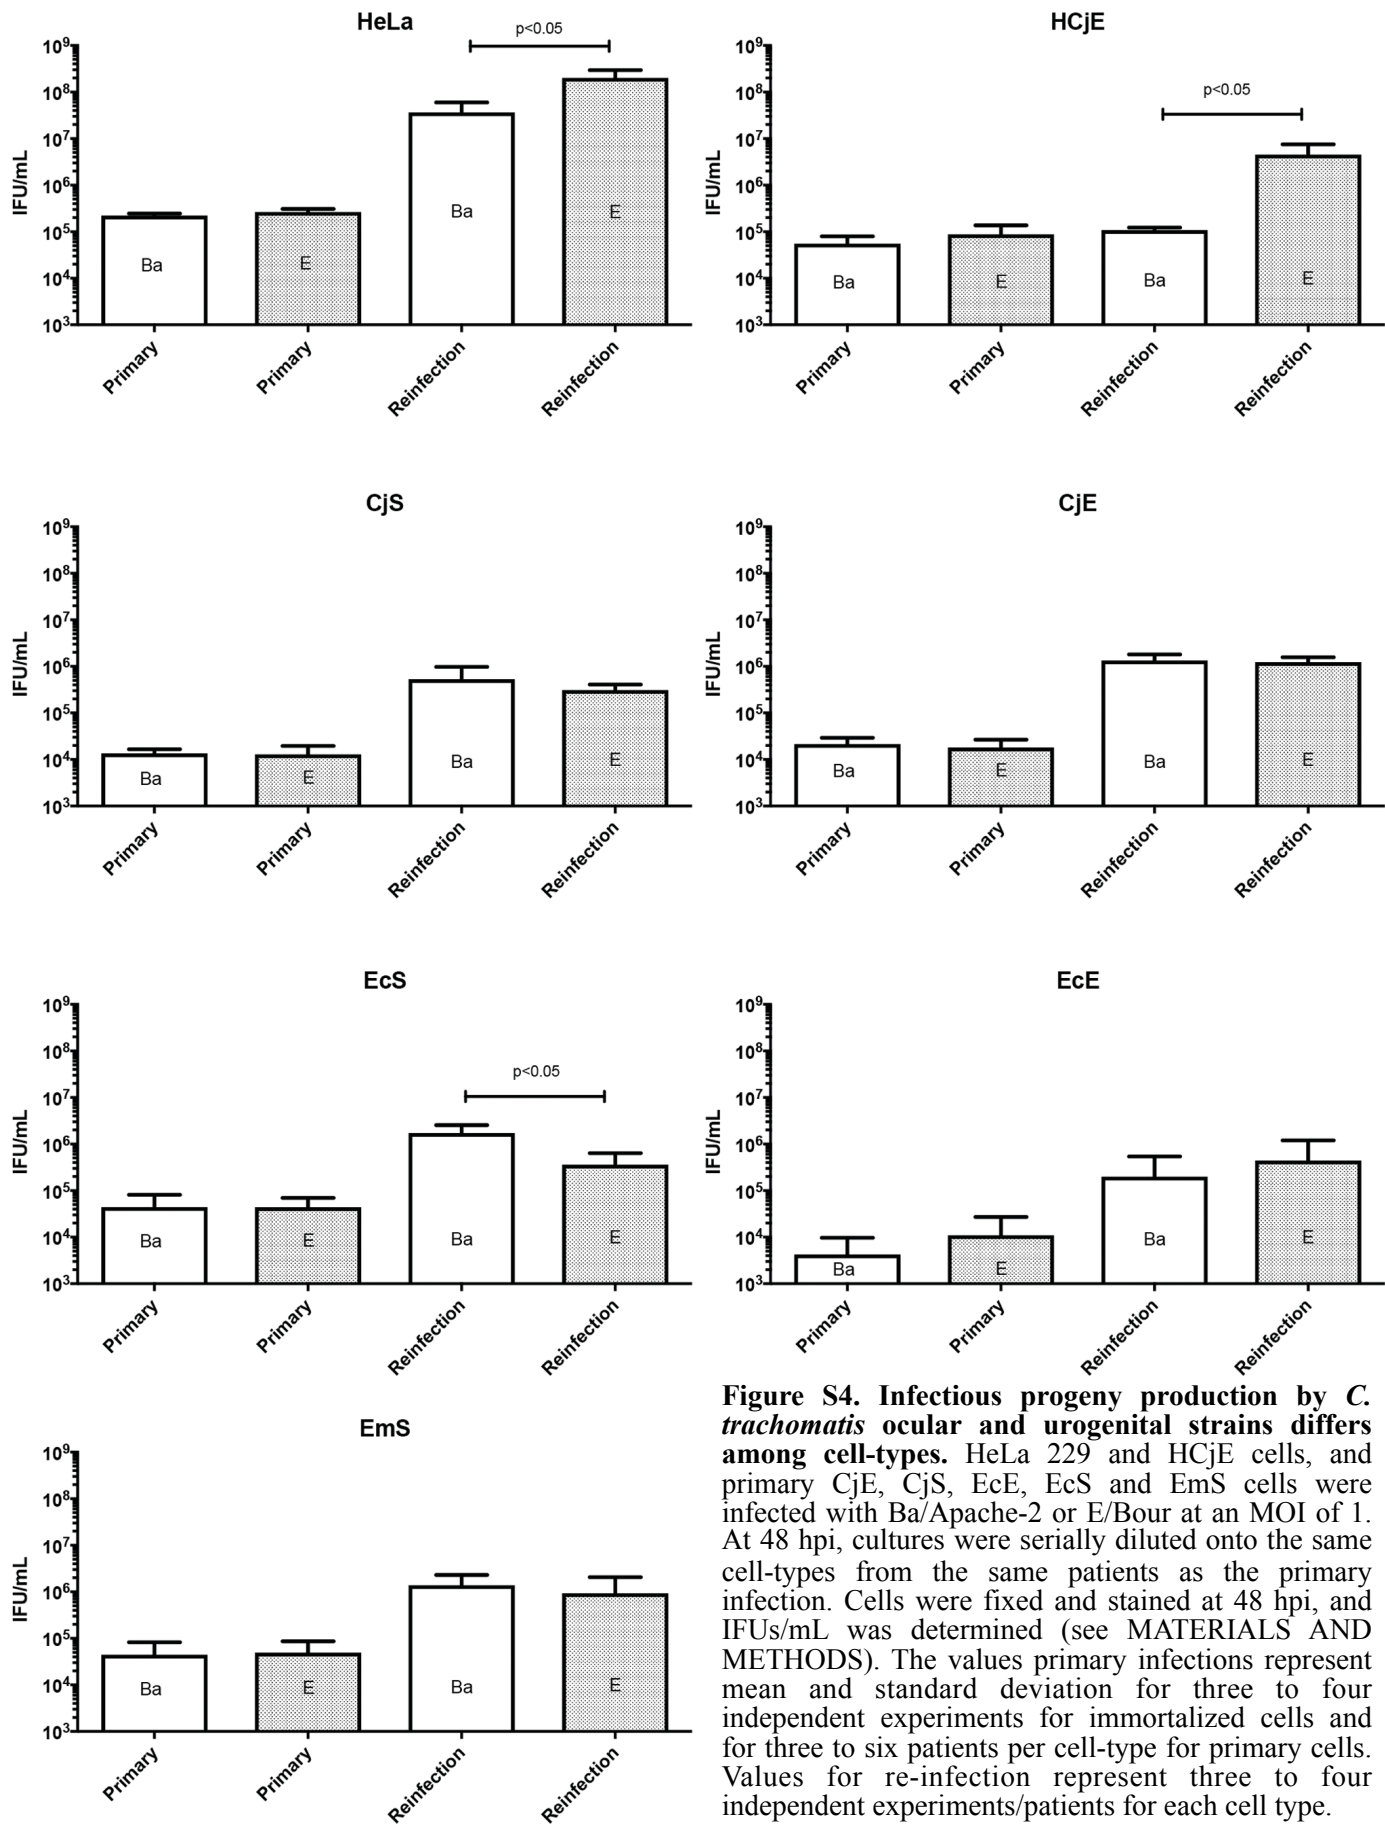 HeLa
p<0.05
10⁹
10⁸
10⁷
10⁶
10⁵
10⁴
10³
IFU/mL
Ba
E
Ba
E
Primary
Primary
Reinfection
Reinfection
HCjE
p<0.05
10⁹
10⁸
10⁷
10⁶
10⁵
10⁴
10³
IFU/mL
Ba
E
Ba
E
Primary
Primary
Reinfection
Reinfection
CjS
10⁹
10⁸
10⁷
10⁶
10⁵
10⁴
10³
IFU/mL
Ba
E
Ba
E
Primary
Primary
Reinfection
Reinfection
CjE
10⁹
10⁸
10⁷
10⁶
10⁵
10⁴
10³
IFU/mL
Ba
E
Ba
E
Primary
Primary
Reinfection
Reinfection
EcS
p<0.05
10⁹
10⁸
10⁷
10⁶
10⁵
10⁴
10³
IFU/mL
Ba
E
Ba
E
Primary
Primary
Reinfection
Reinfection
EcE
10⁹
10⁸
10⁷
10⁶
10⁵
10⁴
10³
IFU/mL
Ba
E
Ba
E
Primary
Primary
Reinfection
Reinfection
EmS
10⁹
10⁸
10⁷
10⁶
10⁵
10⁴
10³
IFU/mL
Ba
E
Ba
E
Primary
Primary
Reinfection
Reinfection
Figure S4. Infectious progeny production by C.
trachomatis ocular and urogenital strains differs
among cell-types. HeLa 229 and HCjE cells, and
primary CjE, CjS, EcE, EcS and EmS cells were
infected with Ba/Apache-2 or E/Bour at an MOI of 1.
At 48 hpi, cultures were serially diluted onto the same
cell-types from the same patients as the primary
infection. Cells were fixed and stained at 48 hpi, and
IFUs/mL was determined (see MATERIALS AND
METHODS). The values primary infections represent
mean and standard deviation for three to four
independent experiments for immortalized cells and
for three to six patients per cell-type for primary cells.
Values for re-infection represent three to four
independent experiments/patients for each cell type.